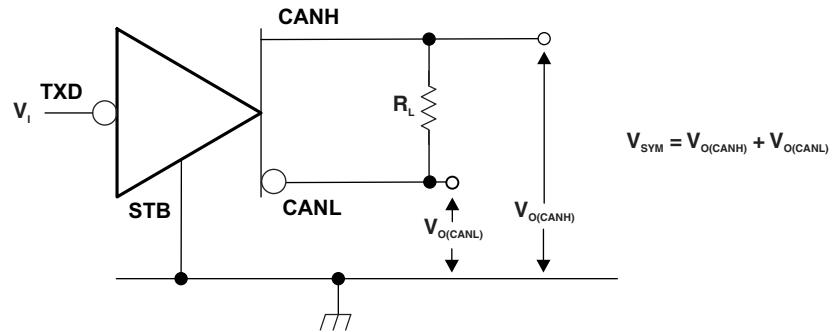 CANH
TXD
V_I
R_L
V_SYM = V_O(CANH) + V_O(CANL)
STB
CANL
V_O(CANL)
V_O(CANH)